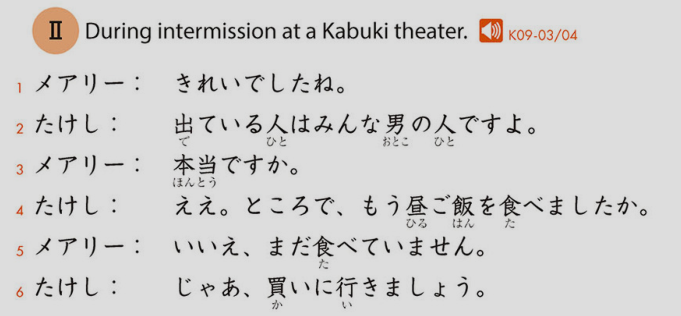 Ⅱ During intermission at a Kabuki theater. K09-03/04
1 メアリー： きれいでしたね。
2 たけし： 出ている人はみんな男の人ですよ。
で ひと おとこ ひと
3 メアリー： 本当ですか。
ほんとう
4 たけし： ええ。ところで、もう昼ご飯を食べましたか。
ひる はん た
5 メアリー： いいえ、まだ食べていません。
た
6 たけし： じゃあ、買いに行きましょう。
か い